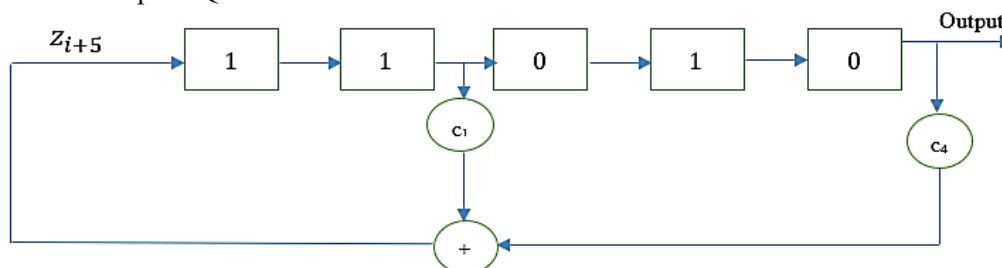 Output
Z_{i+5}
1 1 0 1 0
c₁
c₄
+